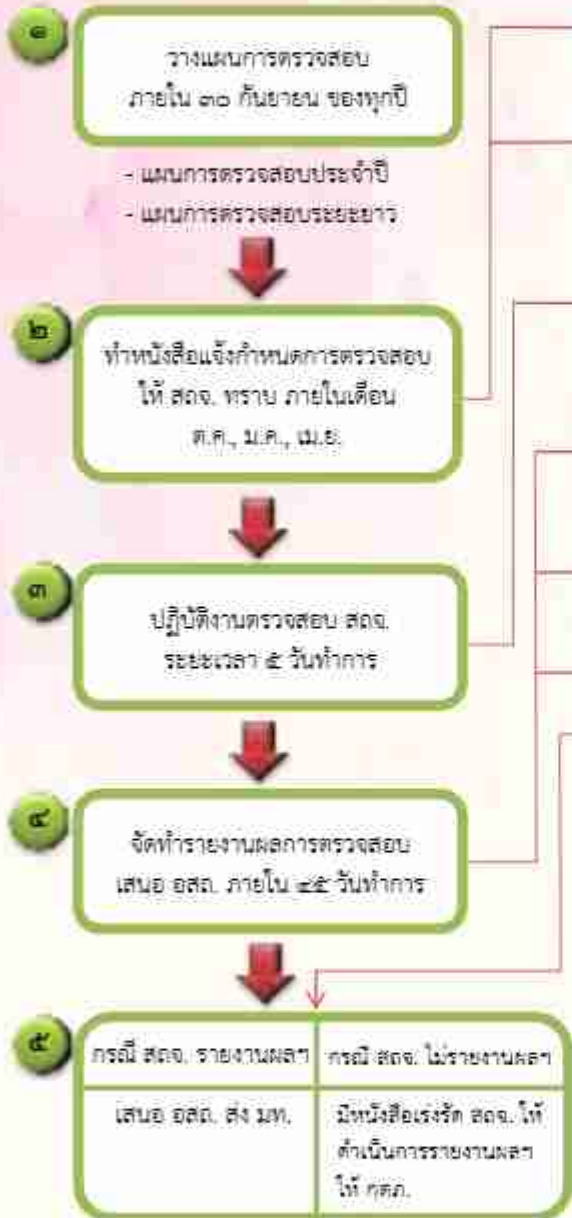 ๑
วางแผนการตรวจสอบ
ภายใน ๓๐ กันยายน ของทุกปี
- แผนการตรวจสอบประจำปี
- แผนการตรวจสอบระยะยาว
๒
ทำหนังสือแจ้งกำหนดการตรวจสอบ
ให้ สถจ. ทราบ ภายในเดือน
ต.ค., ม.ค., เม.ย.
๓
ปฏิบัติงานตรวจสอบ สถจ.
ระยะเวลา ๕ วันทำการ
๔
จัดทำรายงานผลการตรวจสอบ
เสนอ อสถ. ภายใน ๔๕ วันทำการ
๕
กรณี สถจ. รายงานผลฯ
เสนอ อสถ. ส่ง มท.
กรณี สถจ. ไม่รายงานผลฯ
มีหนังสือเร่งรัด สถจ. ให้
ดำเนินการรายงานผลฯ
ให้ กตภ.